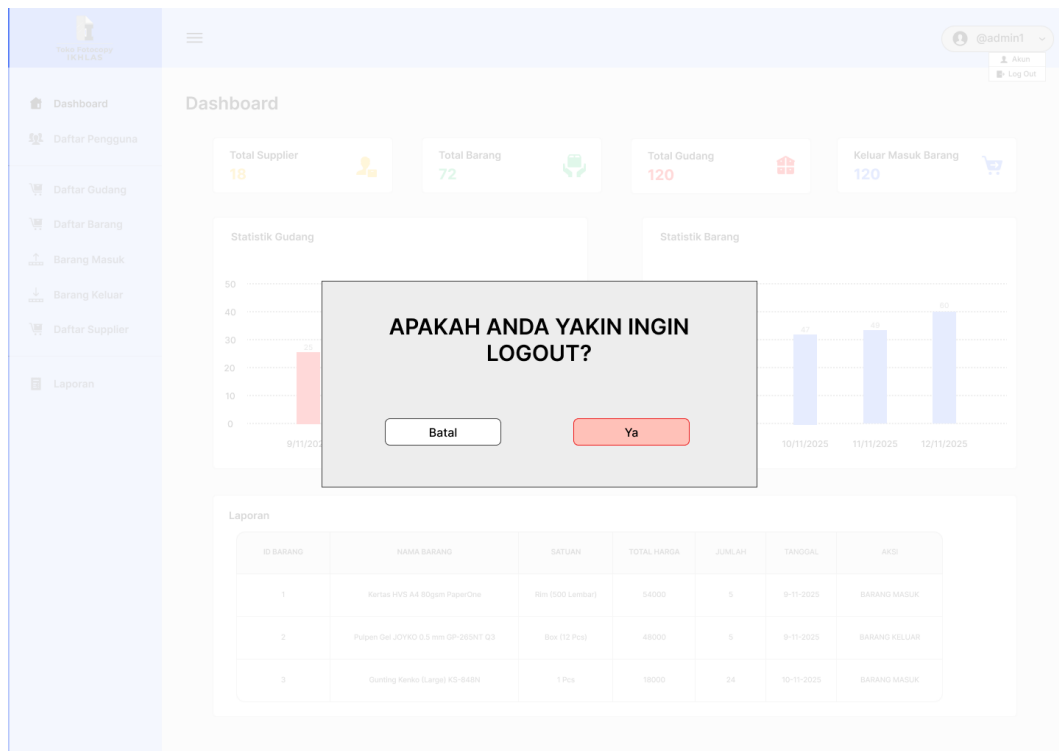 IKHLAS
@admin1
Akun
Log Out
Dashboard
Daftar Pengguna
Daftar Gudang
Daftar Barang
Barang Masuk
Barang Keluar
Daftar Supplier
Laporan
Dashboard
Total Supplier
18
Total Barang
72
Total Gudang
120
Keluar Masuk Barang
120
Statistik Gudang
50
40
30
20
10
0
9/11/202
Statistik Barang
47
10/11/2025
11/11/2025
12/11/2025
APAKAH ANDA YAKIN INGIN
LOGOUT?
Batal
Ya
Laporan
ID BARANG NAMA BARANG SATUAN TOTAL HARGA JUMLAH TANGGAL AKSI
1 Kertas HVS A4 80gsm PaperOne Rim (500 Lembar) 54000 5 9-11-2025 BARANG MASUK
2 Pulpen Gel JOYKO 0.5 mm GP-265NT Q3 Box (12 Pcs) 48000 5 9-11-2025 BARANG KELUAR
3 Gunting Kenko (Large) KS-848N 1 Pcs 18000 24 10-11-2025 BARANG MASUK